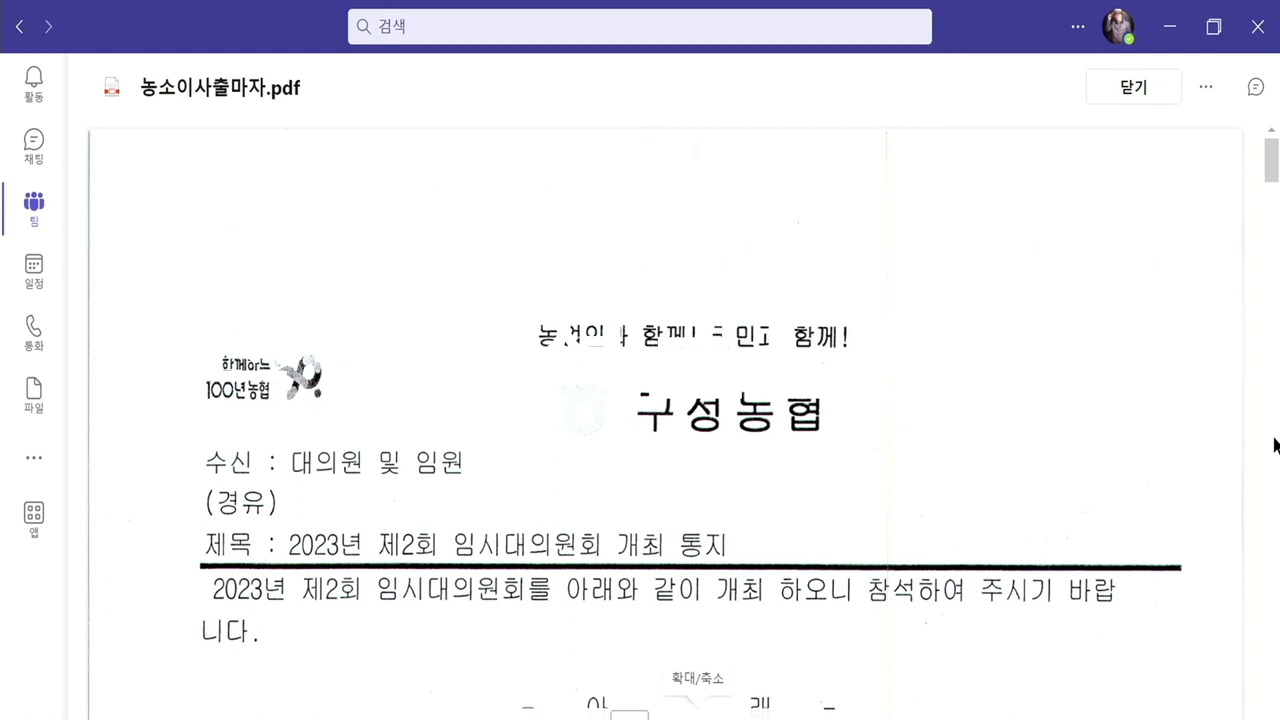 검색
활동
채팅
팀
일정
통화
파일
앱
농소이사출마자.pdf
닫기
함께!
100년농협
구성농협
수신 : 대의원 및 임원
(경유)
제목 : 2023년 제2회 임시대의원회 개최 통지
2023년 제2회 임시대의원회를 아래와 같이 개최 하오니 참석하여 주시기 바랍
니다.
확대/축소